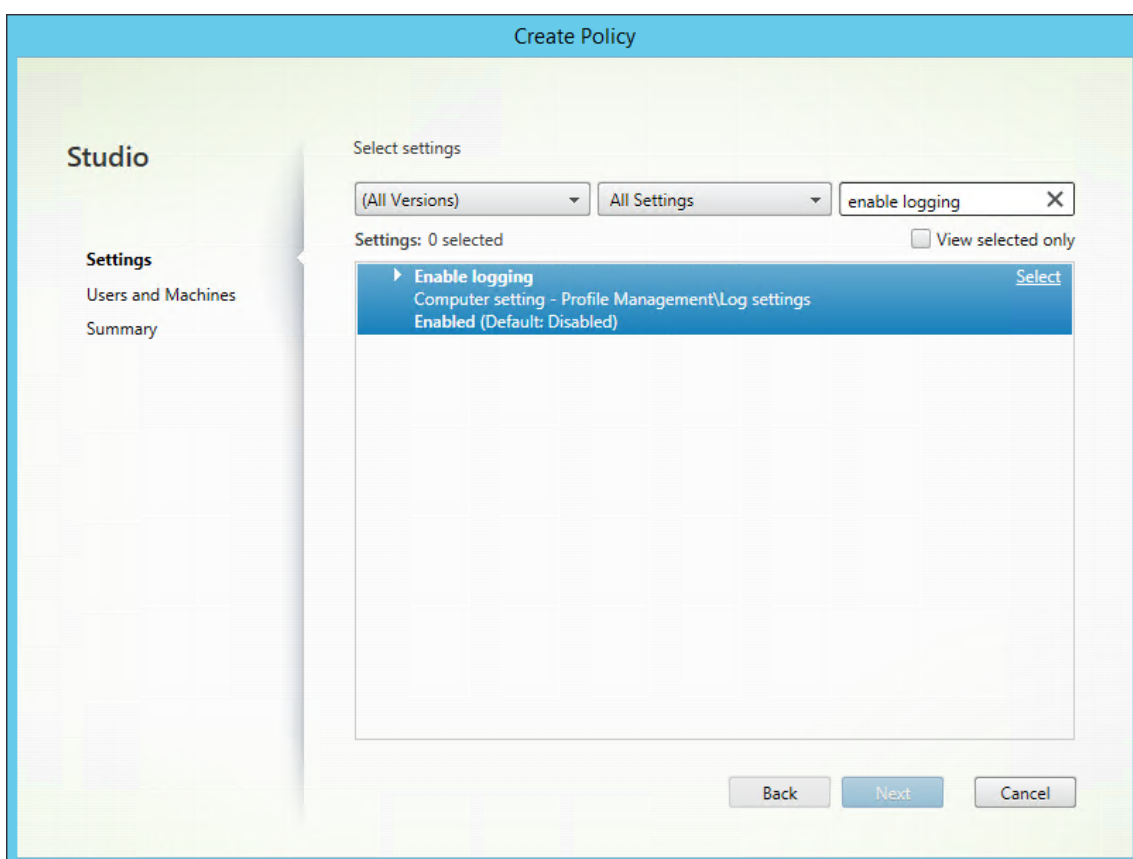 Create Policy
Studio
Settings
Users and Machines
Summary
Select settings
(All Versions)
All Settings
enable logging
Settings: 0 selected
View selected only
Enable logging
Select
Computer setting - Profile Management\Log settings
Enabled (Default: Disabled)
Back
Next
Cancel